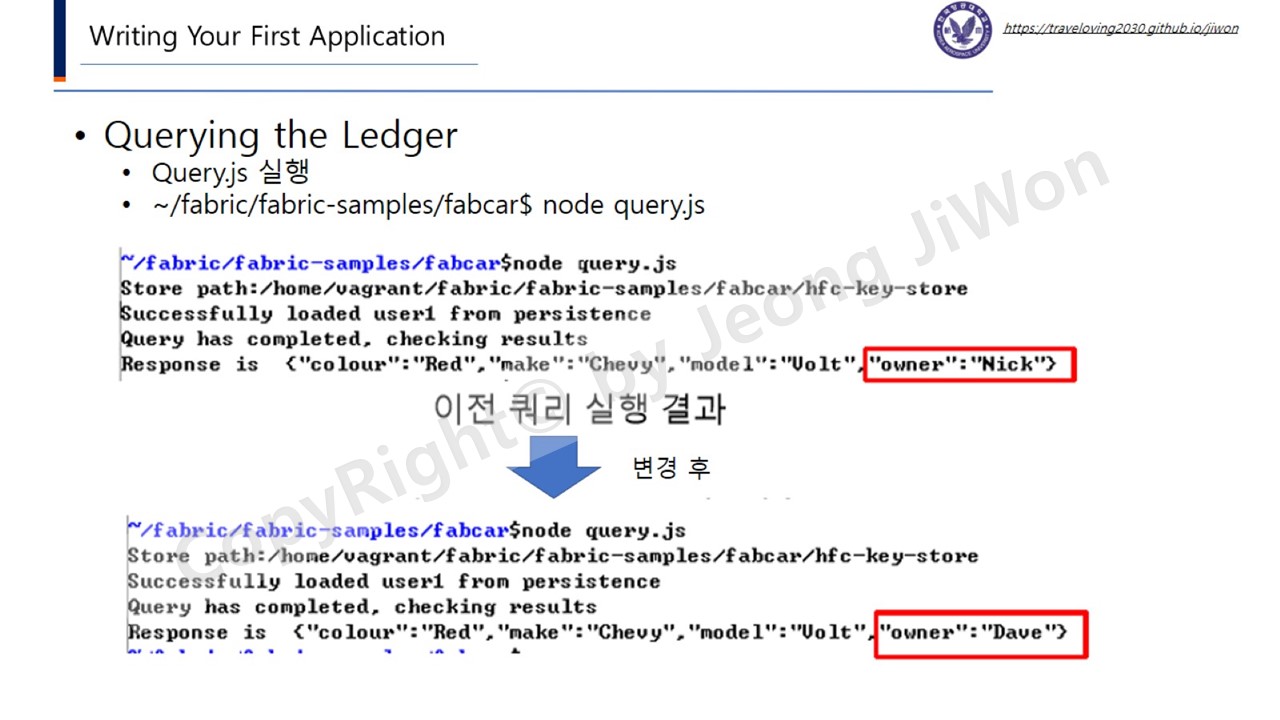 Writing Your First Application
https://traveloving2030.github.io/jiwon
• Querying the Ledger
• Query.js 실행
• ~/fabric/fabric-samples/fabcar$ node query.js
~/fabric/fabric-samples/fabcar$node query.js
Store path:/home/vagrant/fabric/fabric-samples/fabcar/hfc-key-store
Successfully loaded user1 from persistence
Query has completed, checking results
Response is {"colour":"Red","make":"Chevy","model":"Volt","owner":"Nick"}
이전 쿼리 실행 결과
변경 후
~/fabric/fabric-samples/fabcar$node query.js
Store path:/home/vagrant/fabric/fabric-samples/fabcar/hfc-key-store
Successfully loaded user1 from persistence
Query has completed, checking results
Response is {"colour":"Red","make":"Chevy","model":"Volt","owner":"Dave"}
CopyRight© by Jeong JiWon